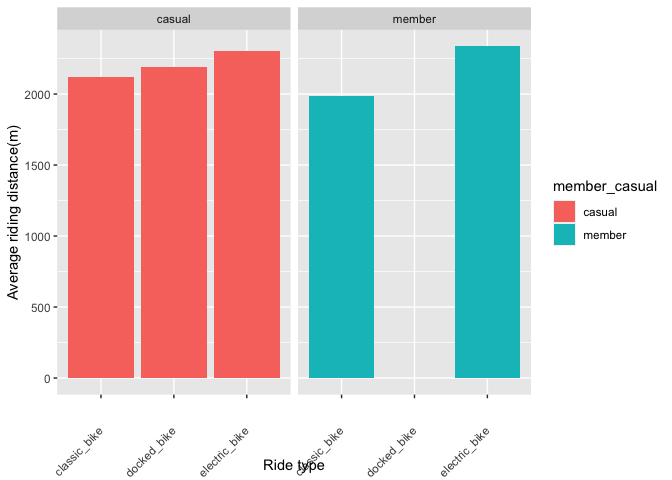 casual
member
Average riding distance(m)
2000
1500
1000
500
0
classic_bike
docked_bike
electric_bike
classic_bike
docked_bike
electric_bike
Ride type
member_casual
casual
member